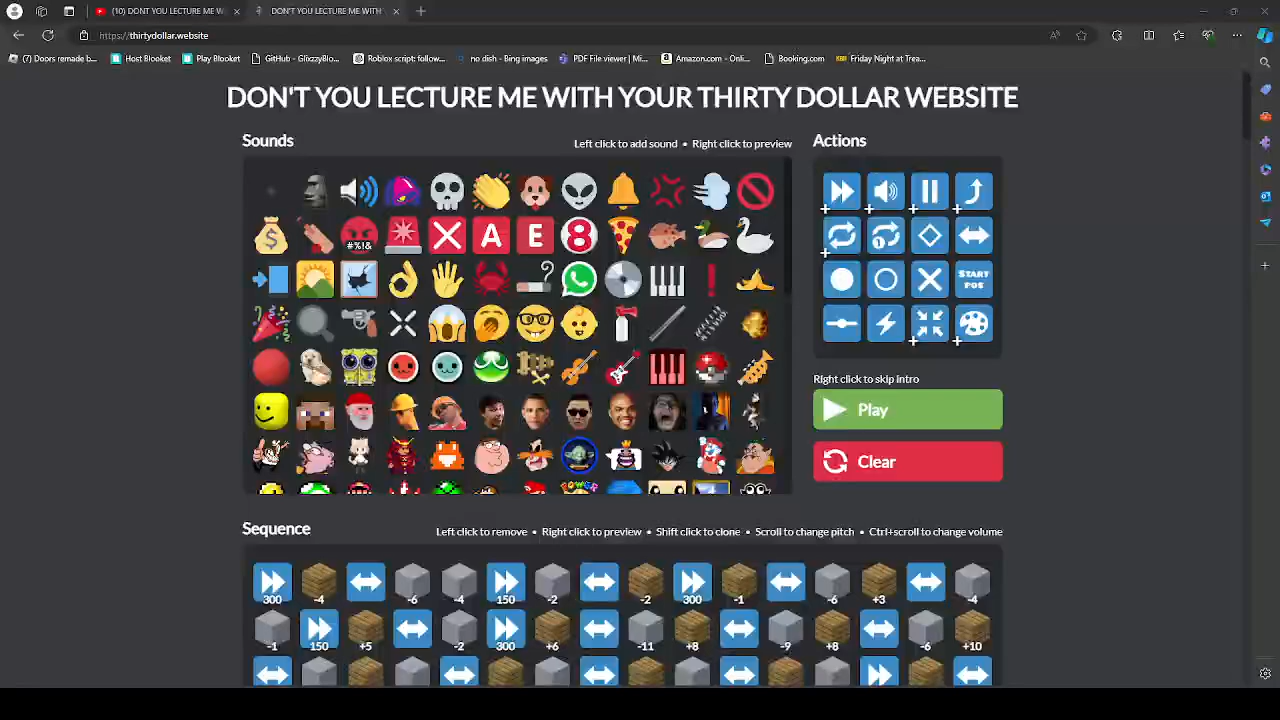 (10) DONT YOU LECTURE ME W
DON'T YOU LECTURE ME WITH
https://thirtydollar.website
(7) Doors remade b...
Host Blooket
Play Blooket
GitHub - GlixzzyBlo...
Roblox script: follow...
no dish - Bing images
PDF File viewer | Mi...
Amazon.com - Onli...
Booking.com
Friday Night at Trea...
DON'T YOU LECTURE ME WITH YOUR THIRTY DOLLAR WEBSITE
Sounds
Left click to add sound • Right click to preview
Actions
#%!&
A E 8
START POS
Right click to skip intro
Play
Clear
Sequence
Left click to remove • Right click to preview • Shift click to clone • Scroll to change pitch • Ctrl+scroll to change volume
300 -4 -6 -4 150 -2 -2 300 -1 -6 +3 -4
-1 150 +5 -2 300 +6 -11 +8 -9 +8 -6 +10